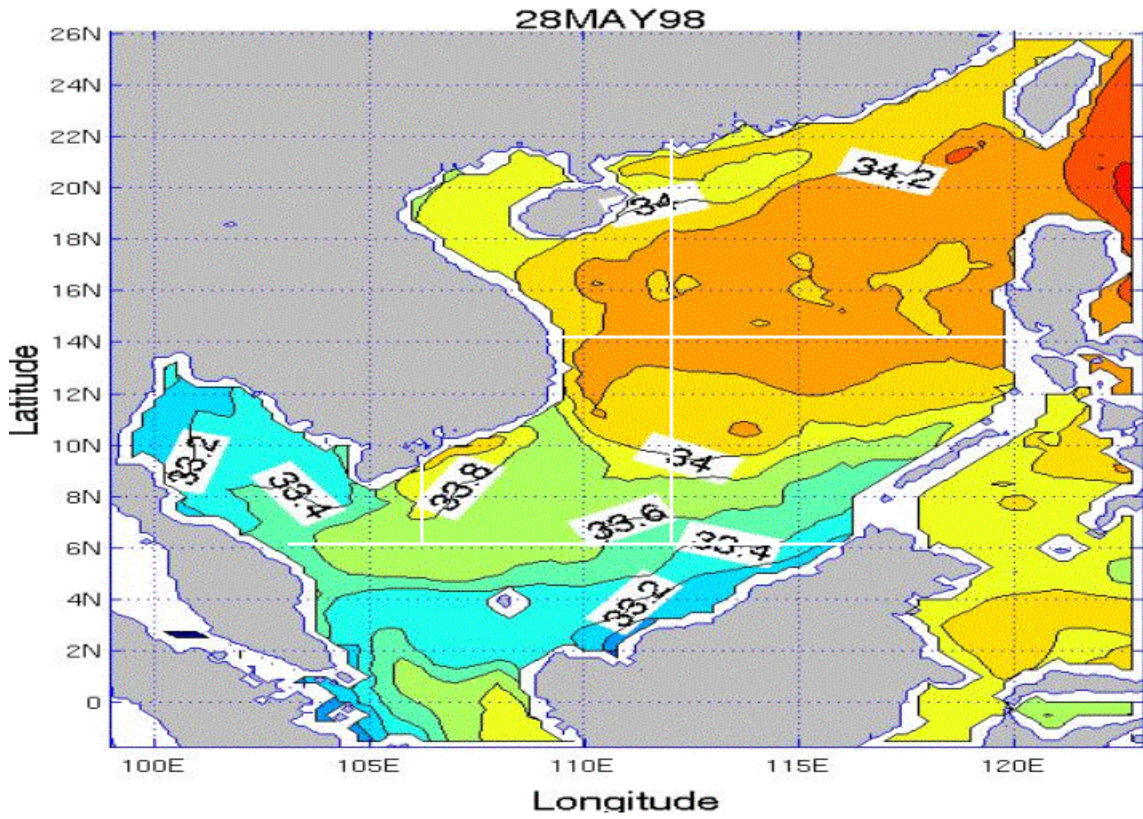 28MAY98
26N
24N
22N
20N
18N
16N
14N
12N
10N
8N
6N
4N
2N
0
Latitude
34.2
34
33.2
33.4
33.8
34
33.6
33.4
33.2
100E 105E 110E 115E 120E
Longitude